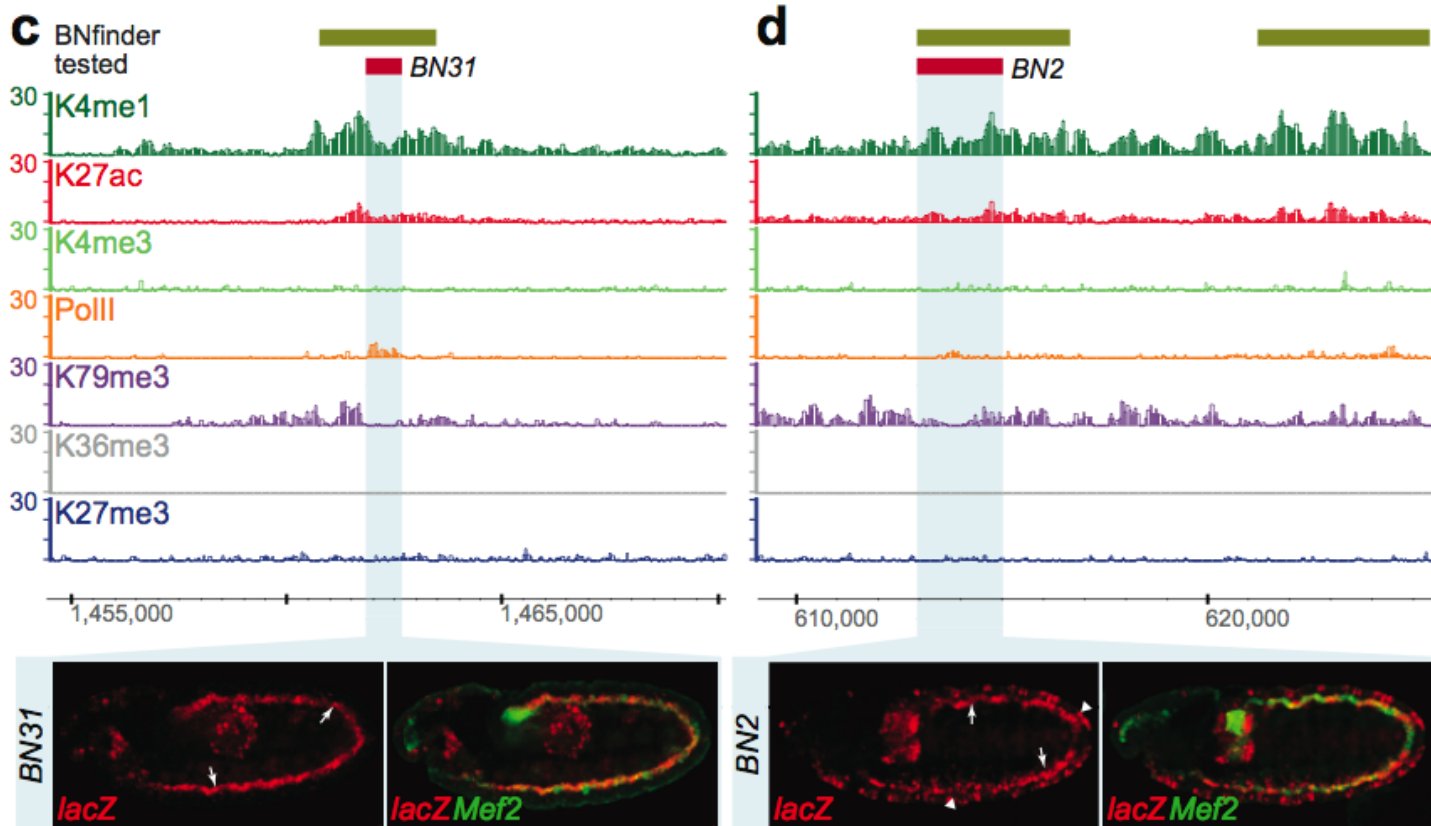 c
BNfinder
tested
BN31
30
K4me1
30
K27ac
30
K4me3
30
PolII
30
K79me3
30
K36me3
30
K27me3
1,455,000
1,465,000
BN31
lacZ
lacZ Mef2
d
BN2
610,000
620,000
BN2
lacZ
lacZ Mef2